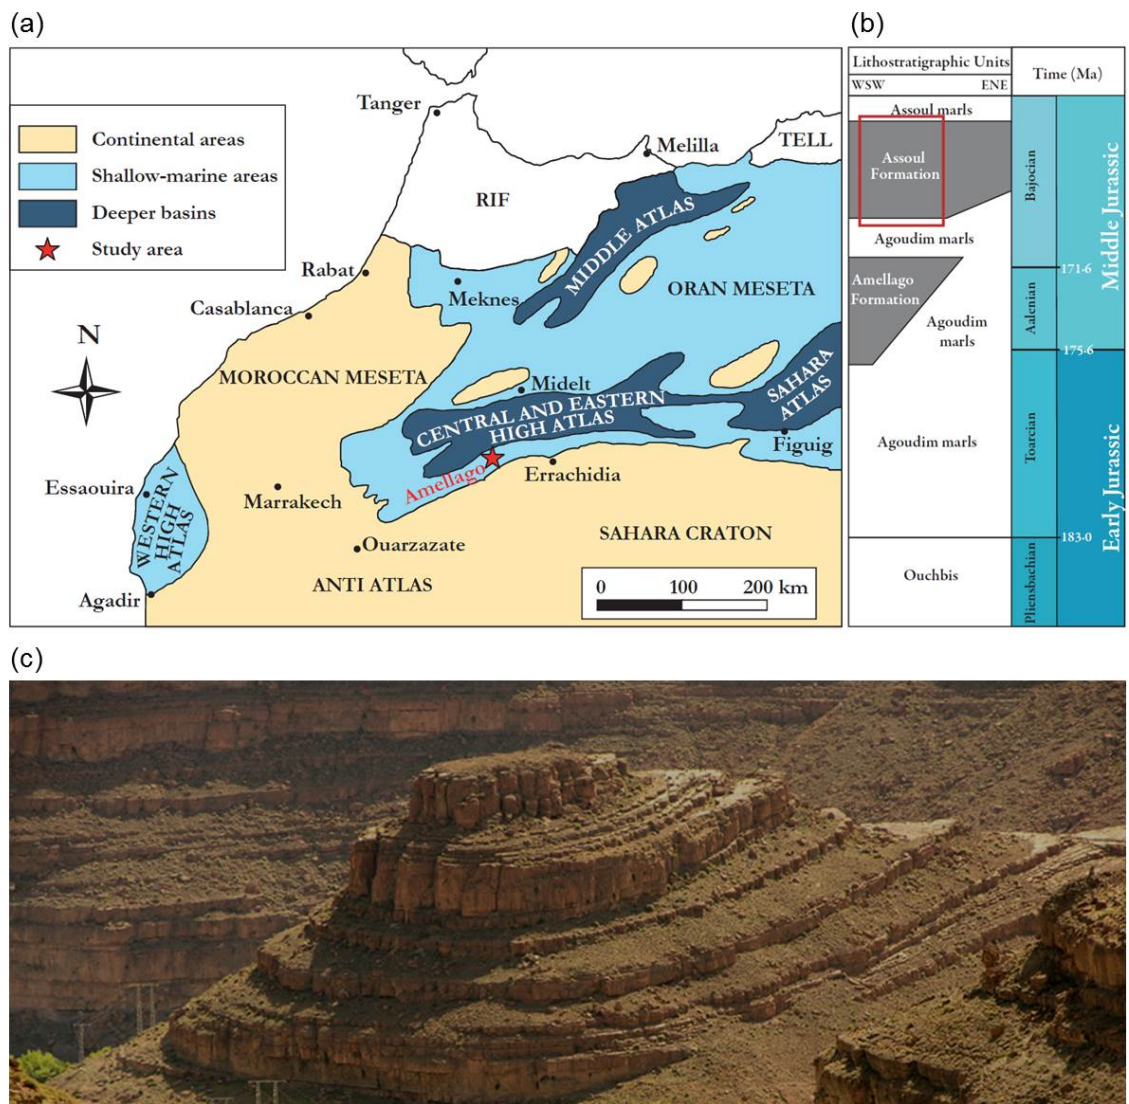 (a)
Tanger
Melilla
TELL
Continental areas
Shallow-marine areas
Deeper basins
Study area
RIF
MIDDLE ATLAS
Rabat
Meknes
ORAN MESETA
Casablanca
N
MOROCCAN MESETA
Midelt
SAHARA
ATLAS
CENTRAL AND EASTERN
HIGH ATLAS
Figuig
Amellago
Errachidia
Essaouira
Marrakech
WESTERN
HIGH
ATLAS
Ouarzazate
SAHARA CRATON
ANTI ATLAS
Agadir
0 100 200 km
(b)
Lithostratigraphic Units
Time (Ma)
WSW ENE
Assoul marls
Assoul
Formation
Bajocian
Middle Jurassic
Agoudim marls
171·6
Amellago
Formation
Agoudim
marls
Aalenian
175·6
Agoudim marls
Toarcian
Early Jurassic
183·0
Ouchbis
Pliensbachian
(c)